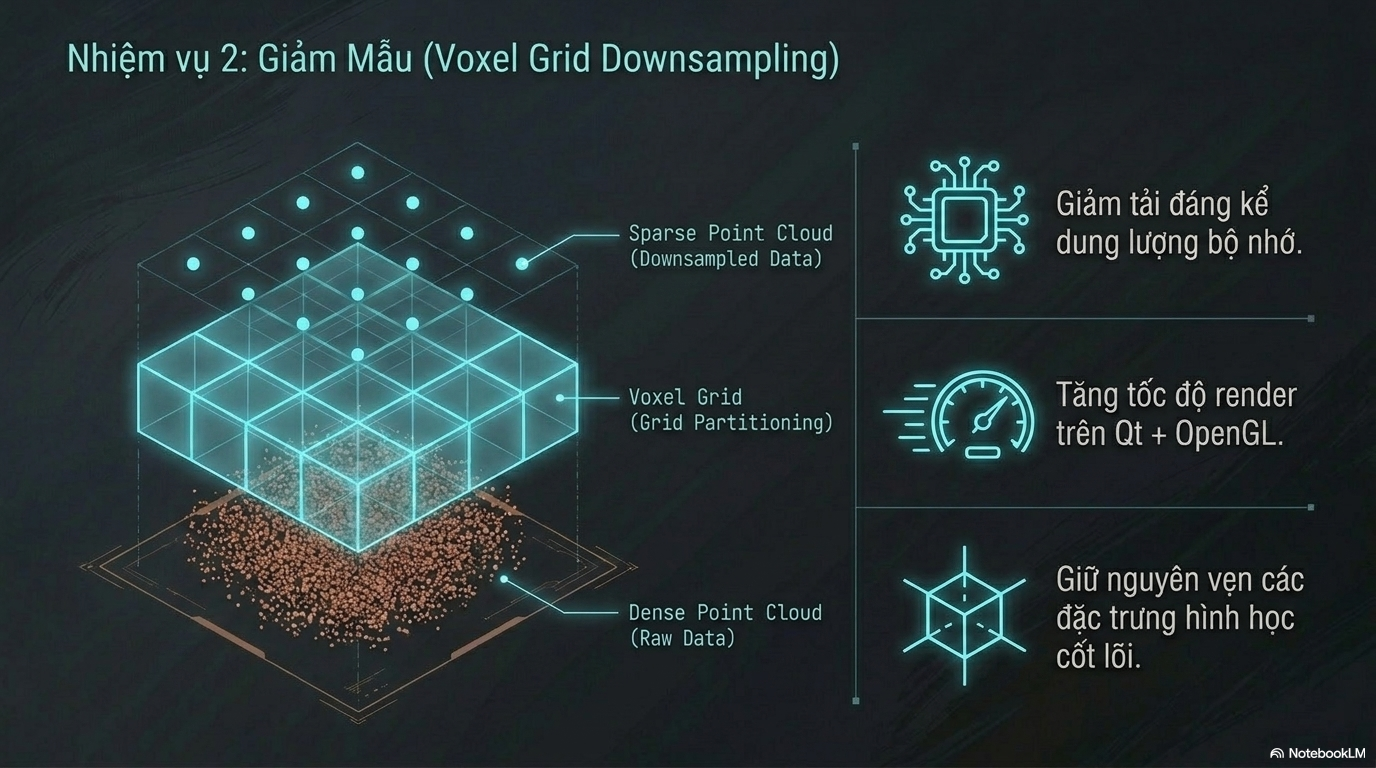 Nhiệm vụ 2: Giảm Mẫu (Voxel Grid Downsampling)
Sparse Point Cloud
(Downsampled Data)
Voxel Grid
(Grid Partitioning)
Dense Point Cloud
(Raw Data)
Giảm tải đáng kể
dung lượng bộ nhớ.
Tăng tốc độ render
trên Qt + OpenGL.
Giữ nguyên vẹn các
đặc trưng hình học
cốt lõi.
NotebookLM